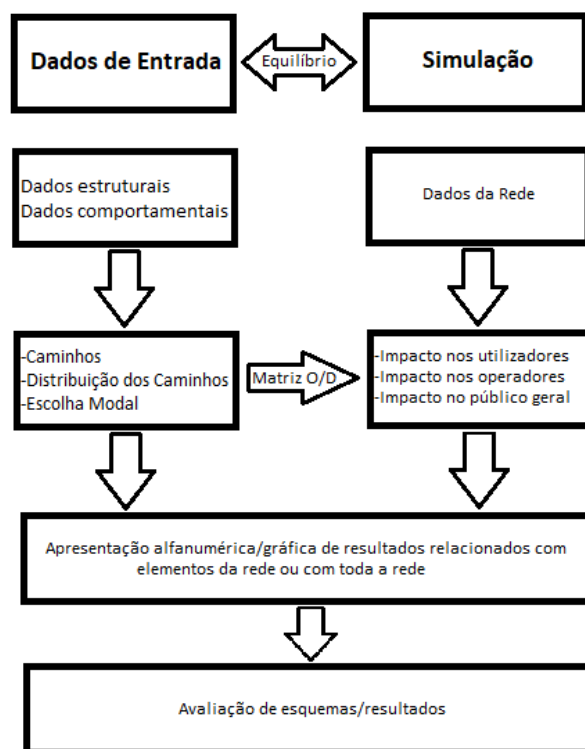 Dados de Entrada
Equilíbrio
Simulação
Dados estruturais
Dados comportamentais
Dados da Rede
-Caminhos
-Distribuição dos Caminhos
-Escolha Modal
Matriz O/D
-Impacto nos utilizadores
-Impacto nos operadores
-Impacto no público geral
Apresentação alfanumérica/gráfica de resultados relacionados com
elementos da rede ou com toda a rede
Avaliação de esquemas/resultados